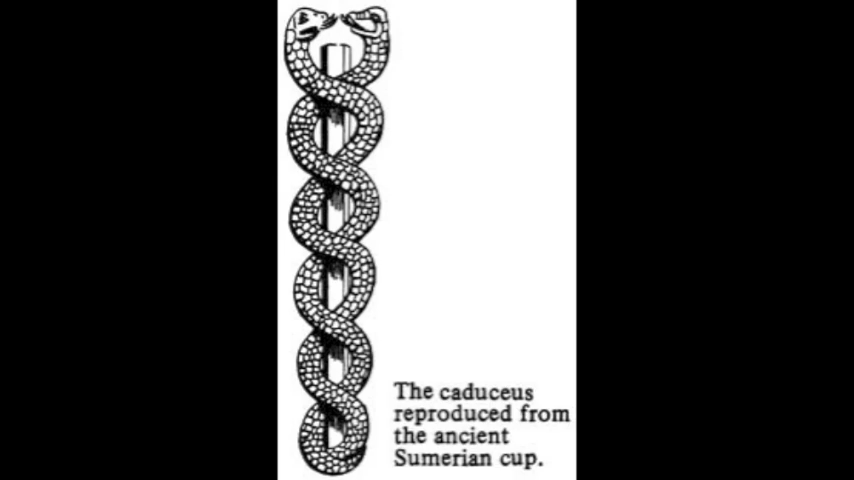 The caduceus
reproduced from
the ancient
Sumerian cup.